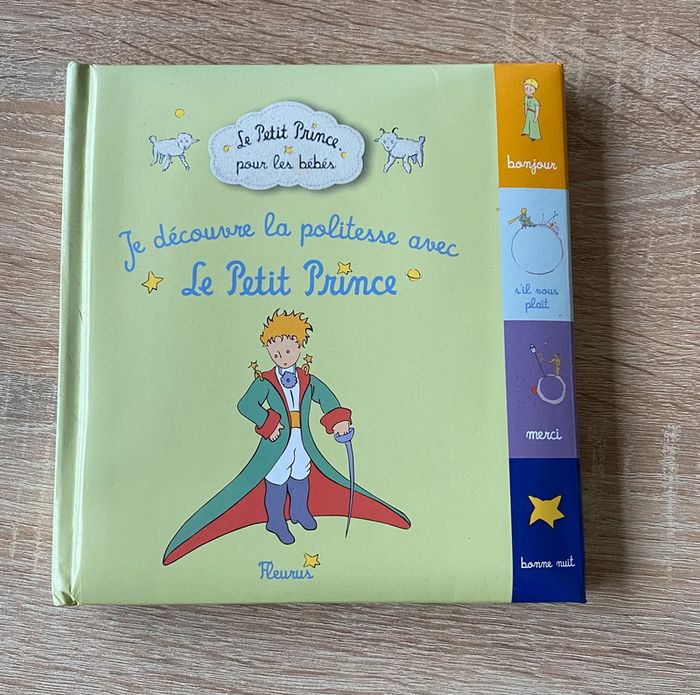 Le Petit Prince
pour les bébés
Je découvre la politesse avec
Le Petit Prince
Fleurus
bonjour
s'il vous
plaît
merci
bonne nuit